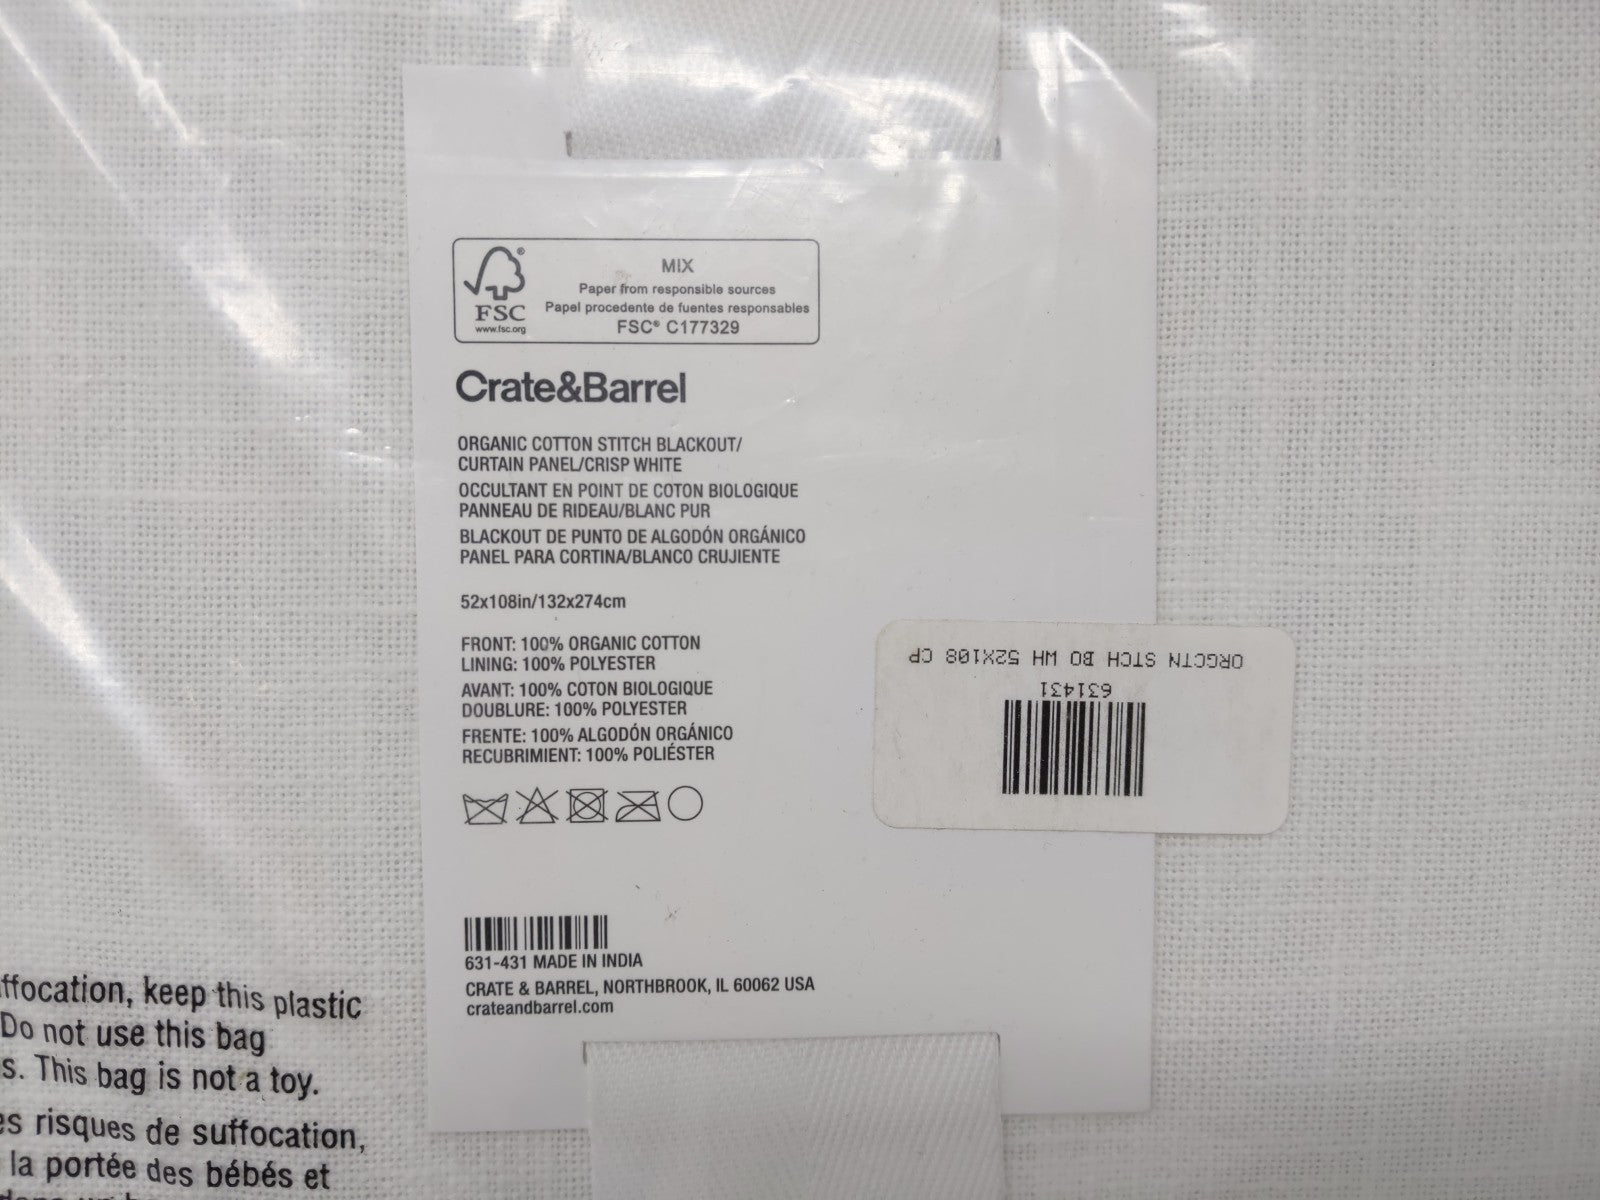 MIX
Paper from responsible sources
Papel procedente de fuentes responsables
FSC® C177329
FSC
www.fsc.org
Crate&Barrel
ORGANIC COTTON STITCH BLACKOUT/
CURTAIN PANEL/CRISP WHITE
OCCULTANT EN POINT DE COTON BIOLOGIQUE
PANNEAU DE RIDEAU/BLANC PUR
BLACKOUT DE PUNTO DE ALGODÓN ORGÁNICO
PANEL PARA CORTINA/BLANCO CRUJIENTE
52x108in/132x274cm
FRONT: 100% ORGANIC COTTON
LINING: 100% POLYESTER
AVANT: 100% COTON BIOLOGIQUE
DOUBLURE: 100% POLYESTER
FRENTE: 100% ALGODÓN ORGÁNICO
RECUBRIMIENT: 100% POLIÉSTER
631-431 MADE IN INDIA
CRATE & BARREL, NORTHBROOK, IL 60062 USA
crateandbarrel.com
631431
ORGCTN STCH BO WH 52X108 CP
ffocation, keep this plastic
Do not use this bag
s. This bag is not a toy.
es risques de suffocation,
la portée des bébés et